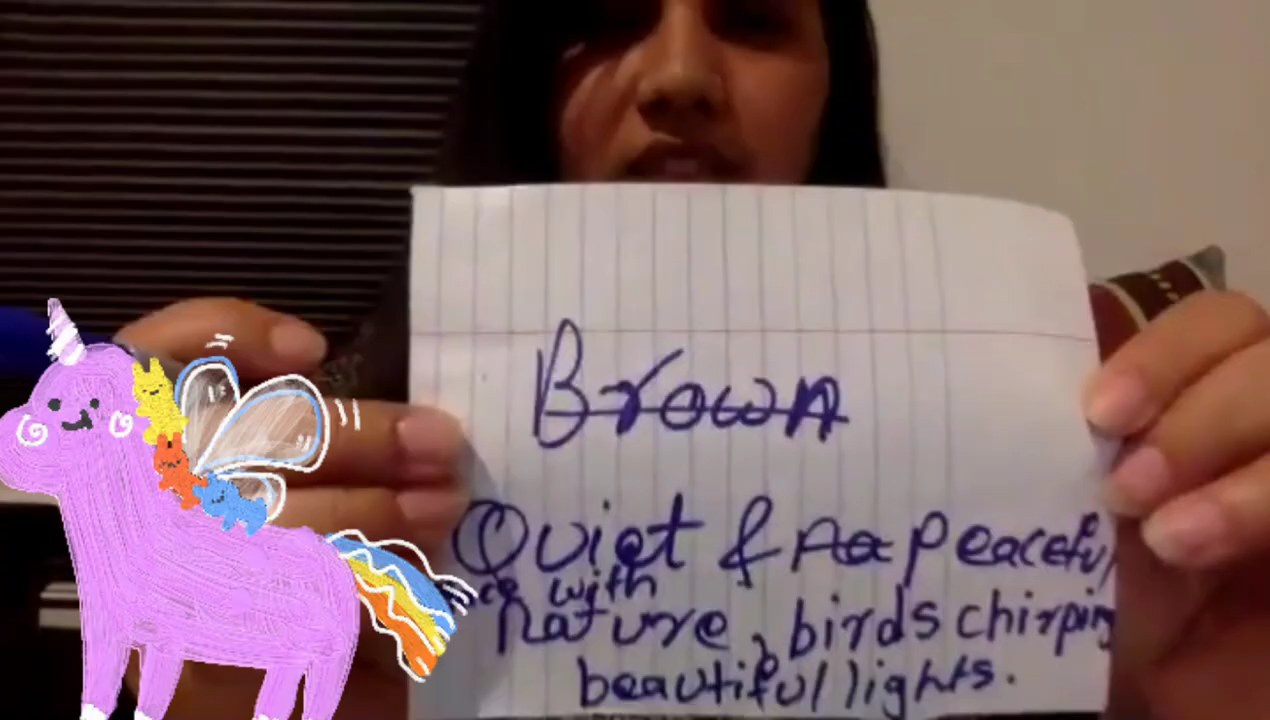 Brown
Quiet & peaceful
with
nature, birds chirping
beautiful lights.